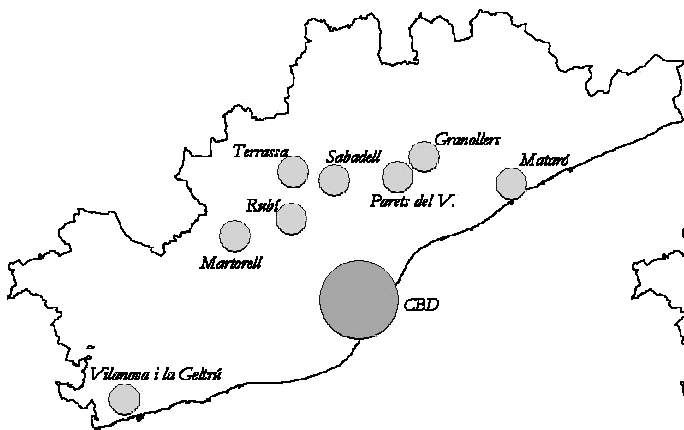 Granollers
Terrassa
Sabadell
Mataró
Rubí
Parets del V.
Martorell
CBD
Vilanova i la Geltrú